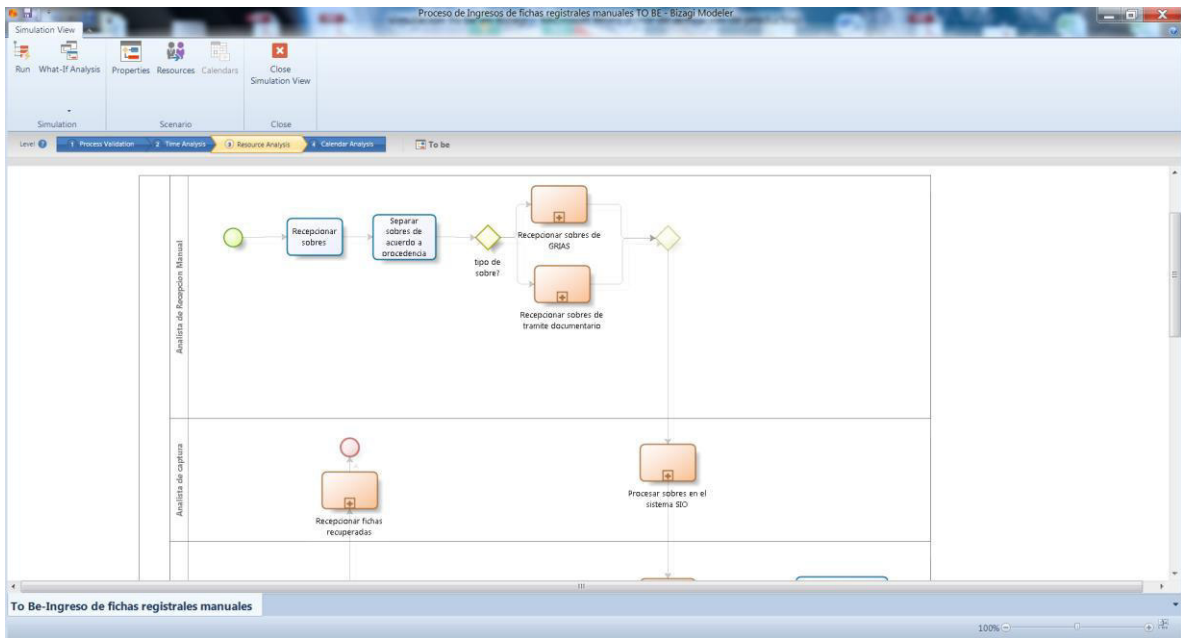 Proceso de Ingresos de fichas registrales manuales TO BE - Bizagi Modeler
Simulation View
Run
What-If Analysis
Properties
Resources
Calendars
Close
Simulation View
Simulation
Scenario
Close
Level
1 Process Validation
2 Time Analysis
3 Resource Analysis
4 Calendar Analysis
To be
Analista de Recepcion Manual
Recepcionar
sobres
Separar
sobres de
acuerdo a
procedencia
tipo de
sobre?
Recepcionar sobres de
GRIAS
Recepcionar sobres de
tramite documentario
Analista de captura
Recepcionar fichas
recuperadas
Procesar sobres en el
sistema SIO
To Be-Ingreso de fichas registrales manuales
100%